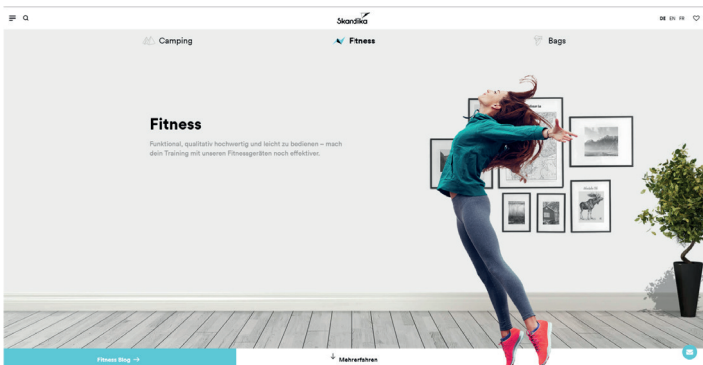 Skandika
DE EN FR
Camping
Fitness
Bags
Fitness
Funktional, qualitativ hochwertig und leicht zu bedienen – mach
dein Training mit unseren Fitnessgeräten noch effektiver.
Fitness Blog →
↓ Mehrerfahren